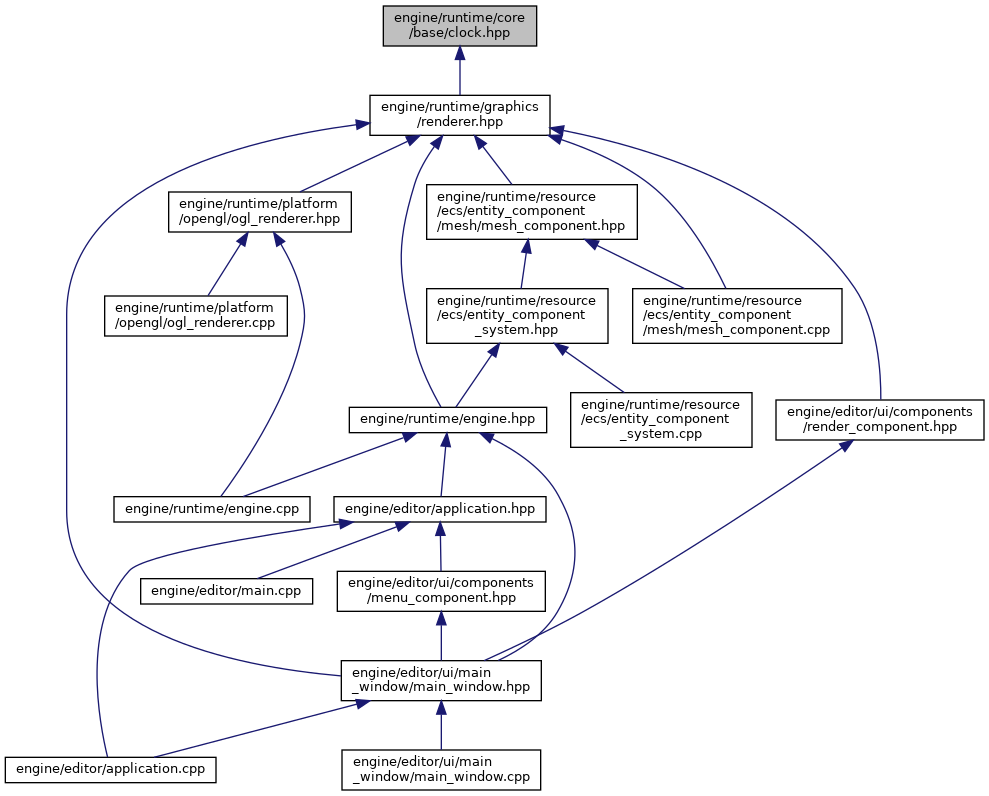 engine/runtime/core
/base/clock.hpp
engine/runtime/graphics
/renderer.hpp
engine/runtime/platform
/opengl/ogl_renderer.hpp
engine/runtime/resource
/ecs/entity_component
/mesh/mesh_component.hpp
engine/runtime/platform
/opengl/ogl_renderer.cpp
engine/runtime/resource
/ecs/entity_component
_system.hpp
engine/runtime/resource
/ecs/entity_component
/mesh/mesh_component.cpp
engine/runtime/engine.hpp
engine/runtime/resource
/ecs/entity_component
_system.cpp
engine/editor/ui/components
/render_component.hpp
engine/runtime/engine.cpp
engine/editor/application.hpp
engine/editor/main.cpp
engine/editor/ui/components
/menu_component.hpp
engine/editor/ui/main
_window/main_window.hpp
engine/editor/application.cpp
engine/editor/ui/main
_window/main_window.cpp